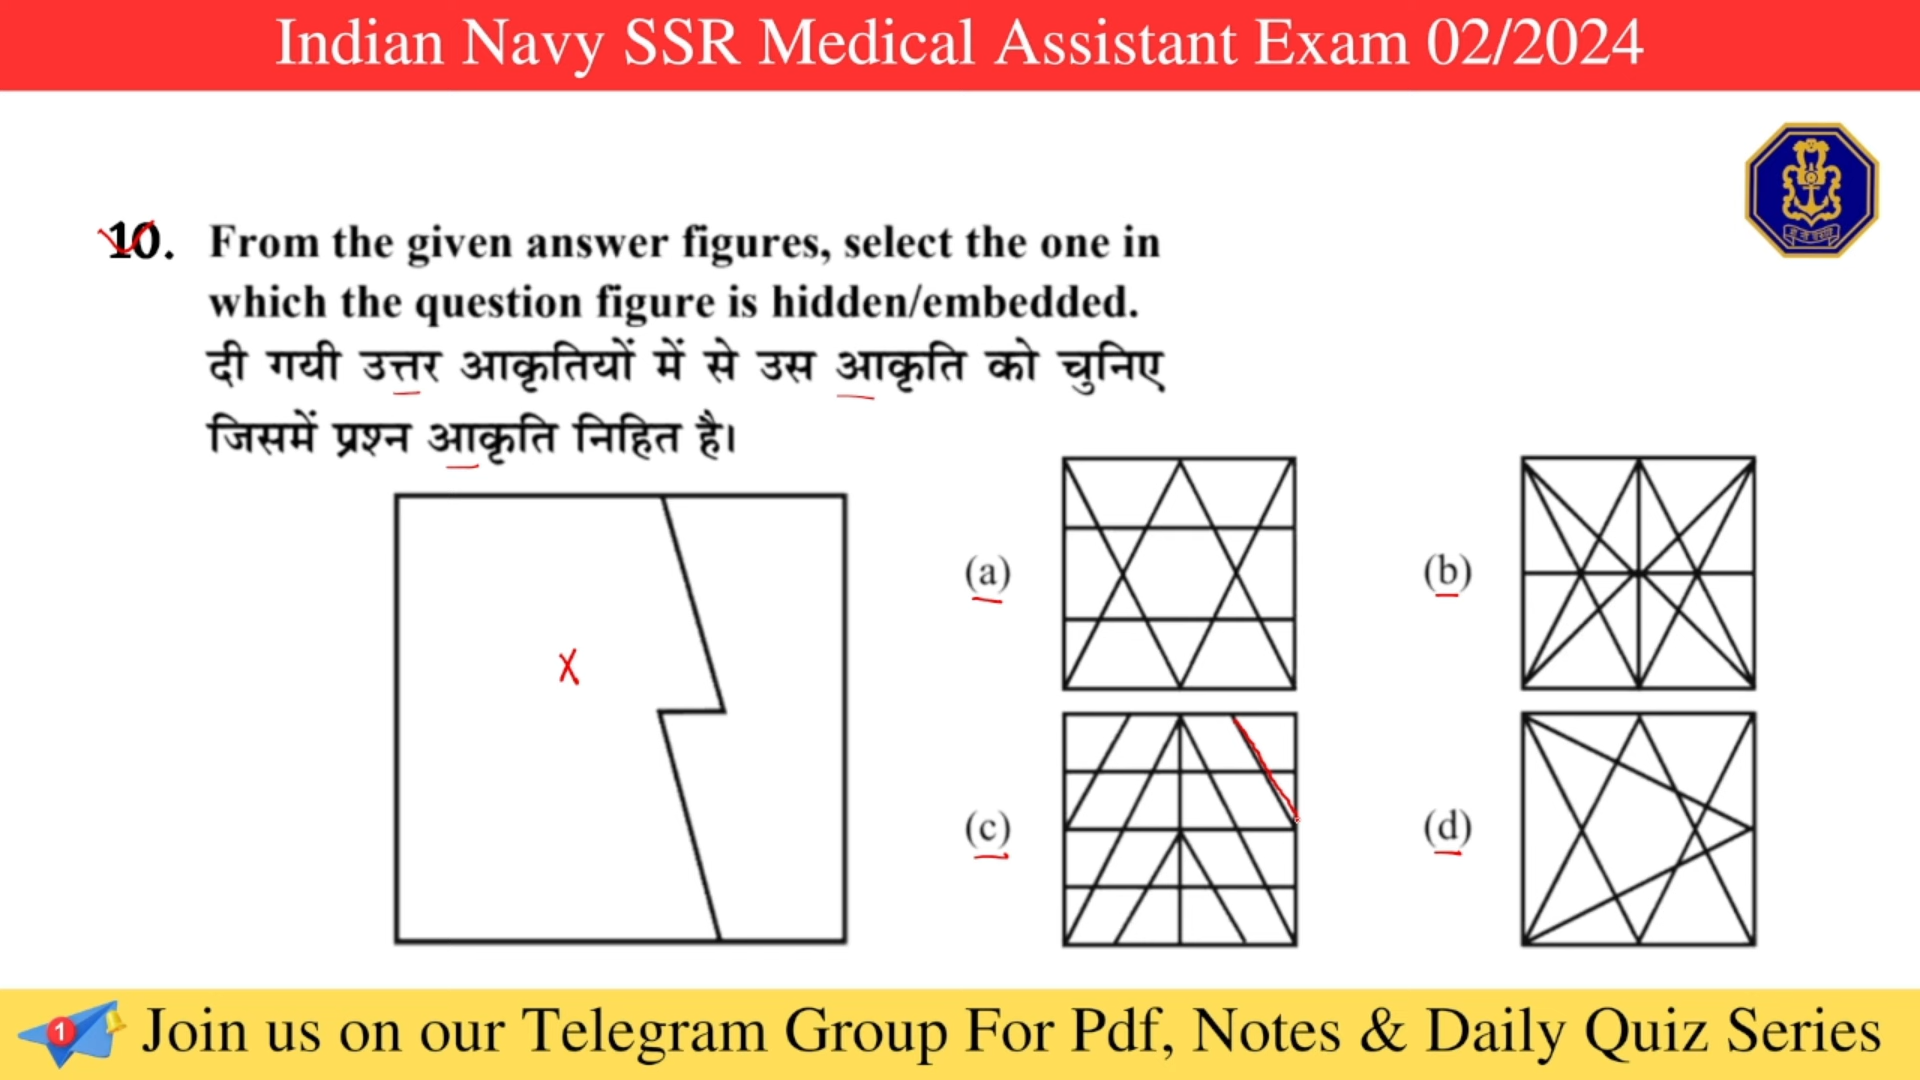 Indian Navy SSR Medical Assistant Exam 02/2024
10. From the given answer figures, select the one in
which the question figure is hidden/embedded.
दी गयी उत्तर आकृतियों में से उस आकृति को चुनिए
जिसमें प्रश्न आकृति निहित है।
X
(a)
(b)
(c)
(d)
1
Join us on our Telegram Group For Pdf, Notes & Daily Quiz Series